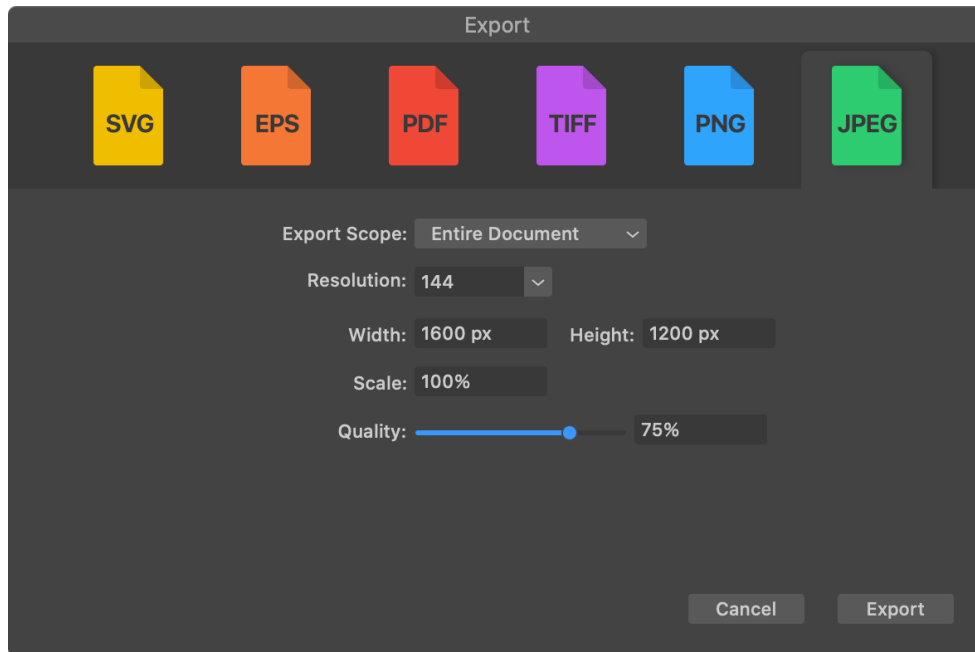 Export
SVG EPS PDF TIFF PNG JPEG
Export Scope: Entire Document
Resolution: 144
Width: 1600 px Height: 1200 px
Scale: 100%
Quality: 75%
Cancel Export